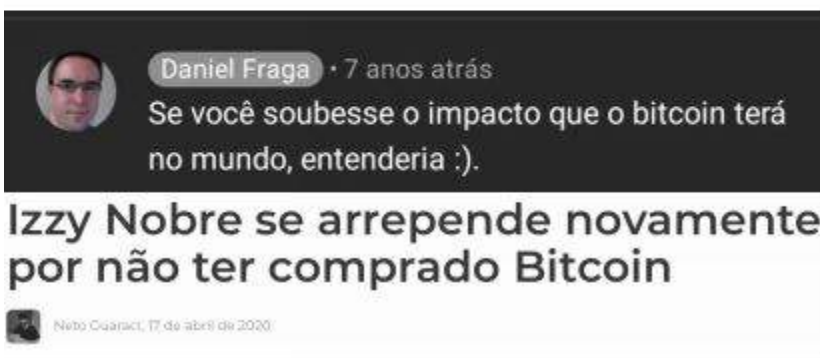 Daniel Fraga • 7 anos atrás
Se você soubesse o impacto que o bitcoin terá
no mundo, entenderia :).
Izzy Nobre se arrepende novamente
por não ter comprado Bitcoin
Neto Guaraci, 17 de abril de 2020